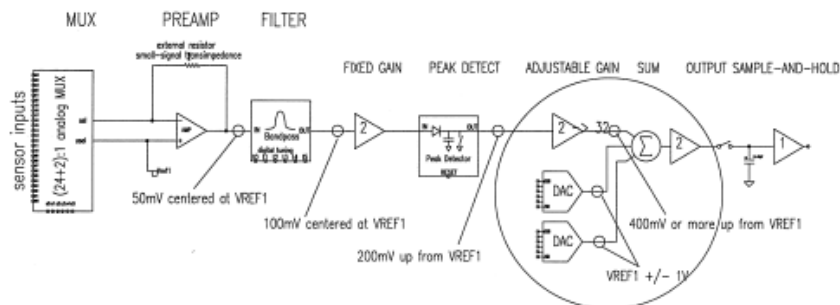 MUX
PREAMP
FILTER
external resistor
small-signal transimpedance
FIXED GAIN
PEAK DETECT
ADJUSTABLE GAIN
SUM
OUTPUT SAMPLE-AND-HOLD
sensor inputs
(24+2):1 analog MUX
IN
OUT
Bandpass
digital tuning
2
IN
OUT
Peak Detector
RESET
2 -> 32
Σ
2
1
DAC
DAC
50mV centered at VREF1
100mV centered at VREF1
200mV up from VREF1
400mV or more up from VREF1
VREF1 +/- 1V